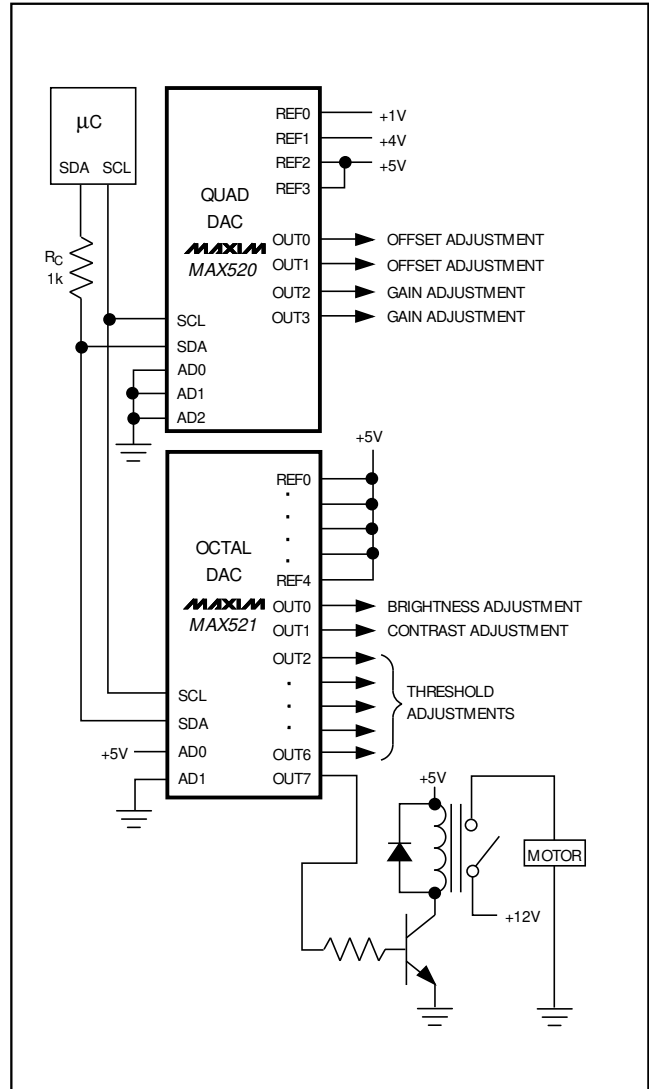 µC
SDA SCL
RC
1k
QUAD
DAC
MAXIM
MAX520
REF0
REF1
REF2
REF3
OUT0
OUT1
OUT2
OUT3
SCL
SDA
AD0
AD1
AD2
+1V
+4V
+5V
OFFSET ADJUSTMENT
OFFSET ADJUSTMENT
GAIN ADJUSTMENT
GAIN ADJUSTMENT
+5V
OCTAL
DAC
MAXIM
MAX521
REF0
REF4
OUT0
OUT1
OUT2
OUT6
OUT7
SCL
SDA
AD0
AD1
+5V
BRIGHTNESS ADJUSTMENT
CONTRAST ADJUSTMENT
THRESHOLD
ADJUSTMENTS
+5V
MOTOR
+12V